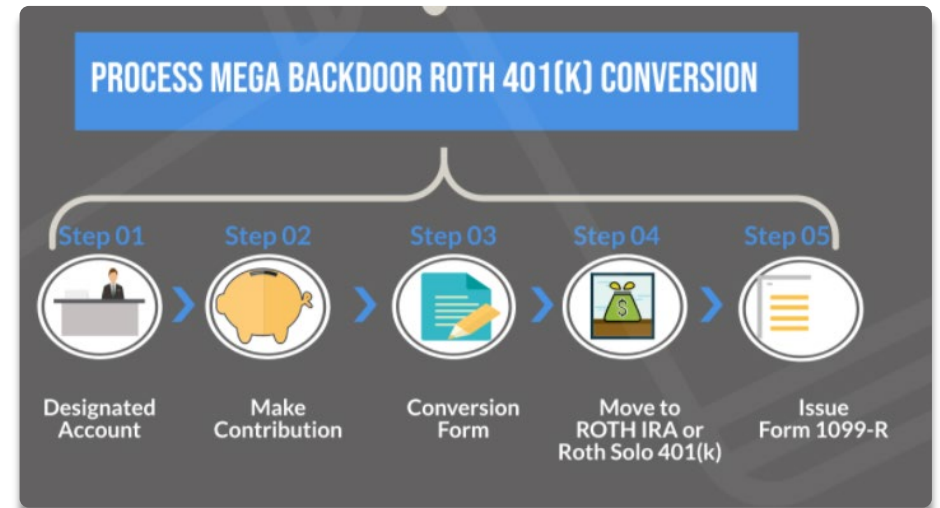 PROCESS MEGA BACKDOOR ROTH 401(K) CONVERSION
Step 01
Step 02
Step 03
Step 04
Step 05
$
Designated
Account
Make
Contribution
Conversion
Form
Move to
ROTH IRA or
Roth Solo 401(k)
Issue
Form 1099-R